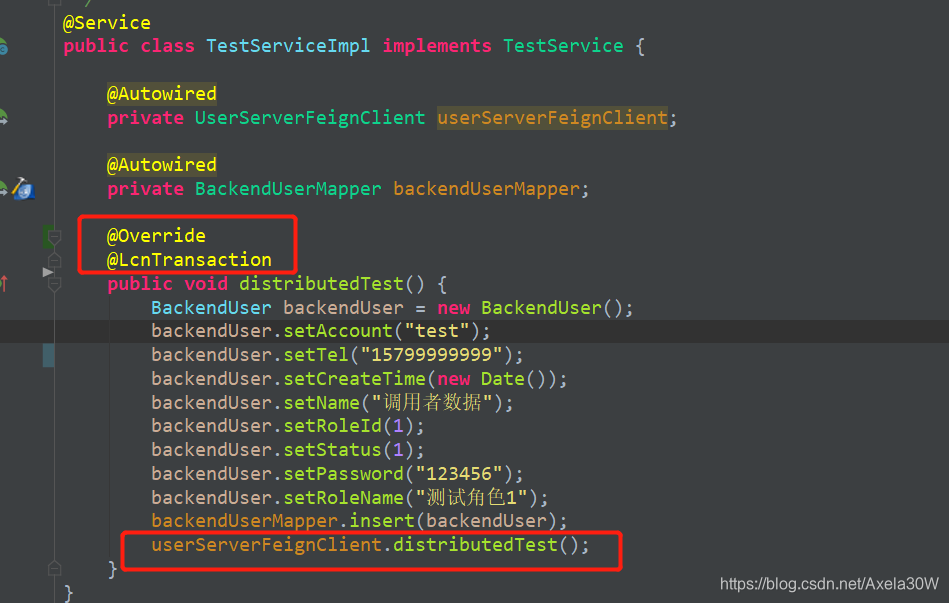 */
@Service
public class TestServiceImpl implements TestService {
@Autowired
private UserServerFeignClient userServerFeignClient;
@Autowired
private BackendUserMapper backendUserMapper;
@Override
@LcnTransaction
public void distributedTest() {
BackendUser backendUser = new BackendUser();
backendUser.setAccount("test");
backendUser.setTel("15799999999");
backendUser.setCreateTime(new Date());
backendUser.setName("调用者数据");
backendUser.setRoleId(1);
backendUser.setStatus(1);
backendUser.setPassword("123456");
backendUser.setRoleName("测试角色1");
backendUserMapper.insert(backendUser);
userServerFeignClient.distributedTest();
}
}
https://blog.csdn.net/Axela30W